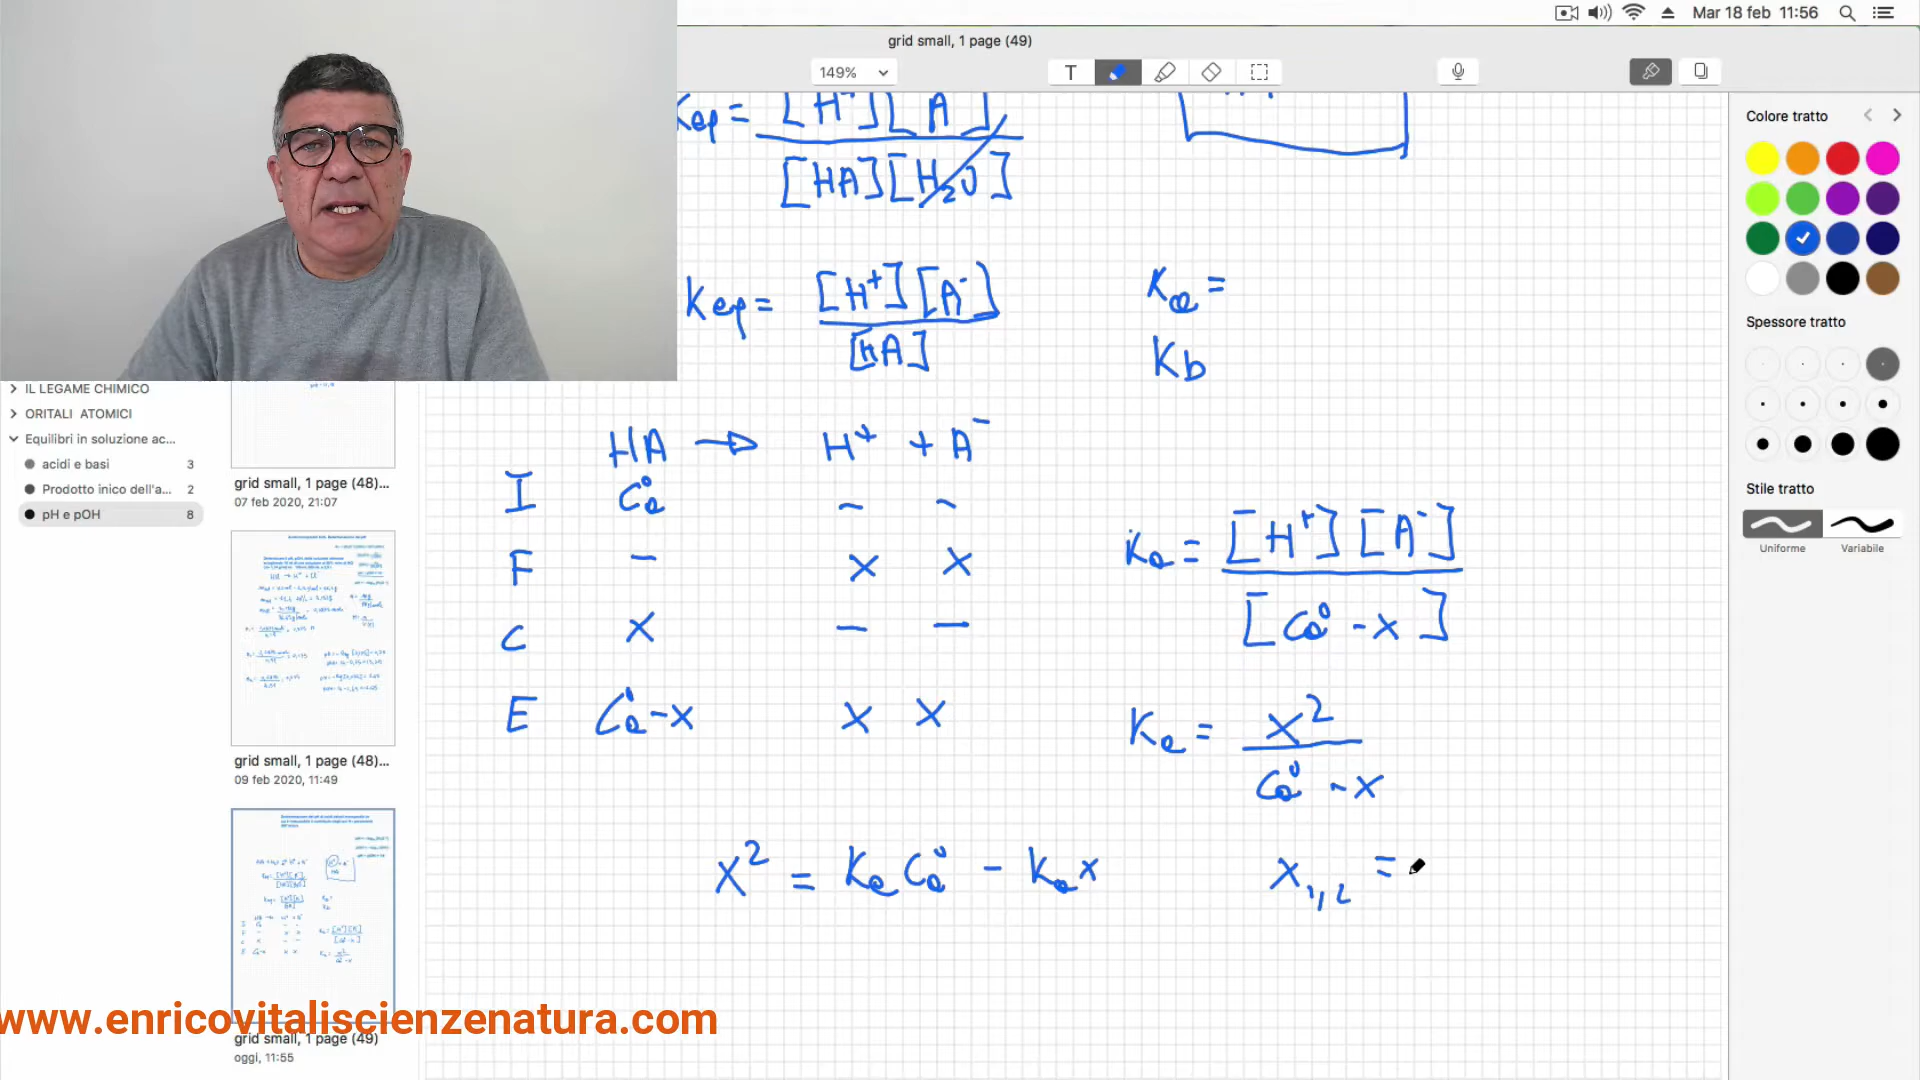 Mar 18 feb 11:56
grid small, 1 page (49)
149%
T
Keq = [H⁺][A⁻]
[HA][H₂O]
Keq = [H⁺][A⁻]
[HA]
Ka =
Kb
HA → H⁺ + A⁻
I Ca⁰ - -
F - x x
C x - -
E Ca⁰-x x x
Ka = [H⁺][A⁻]
[Ca⁰ - x]
Ka = x²
Ca⁰ - x
x² = Ka Ca⁰ - Ka x
x₁,₂ =
IL LEGAME CHIMICO
ORITALI ATOMICI
Equilibri in soluzione ac...
acidi e basi 3
Prodotto inico dell'a... 2
pH e pOH 8
grid small, 1 page (48)...
07 feb 2020, 21:07
grid small, 1 page (48)...
09 feb 2020, 11:49
grid small, 1 page (49)
oggi, 11:55
www.enricovitaliscienzenatura.com
Colore tratto
Spessore tratto
Stile tratto
Uniforme
Variabile